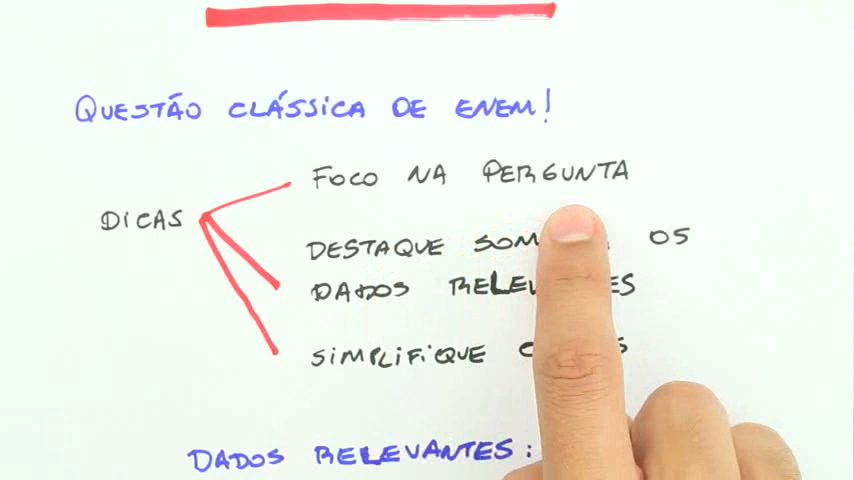 QUESTÃO CLÁSSICA DE ENEM!
FOCO NA PERGUNTA
DICAS
DESTAQUE OS
DADOS
SIMPLIFIQUE
DADOS RELEVANTES: